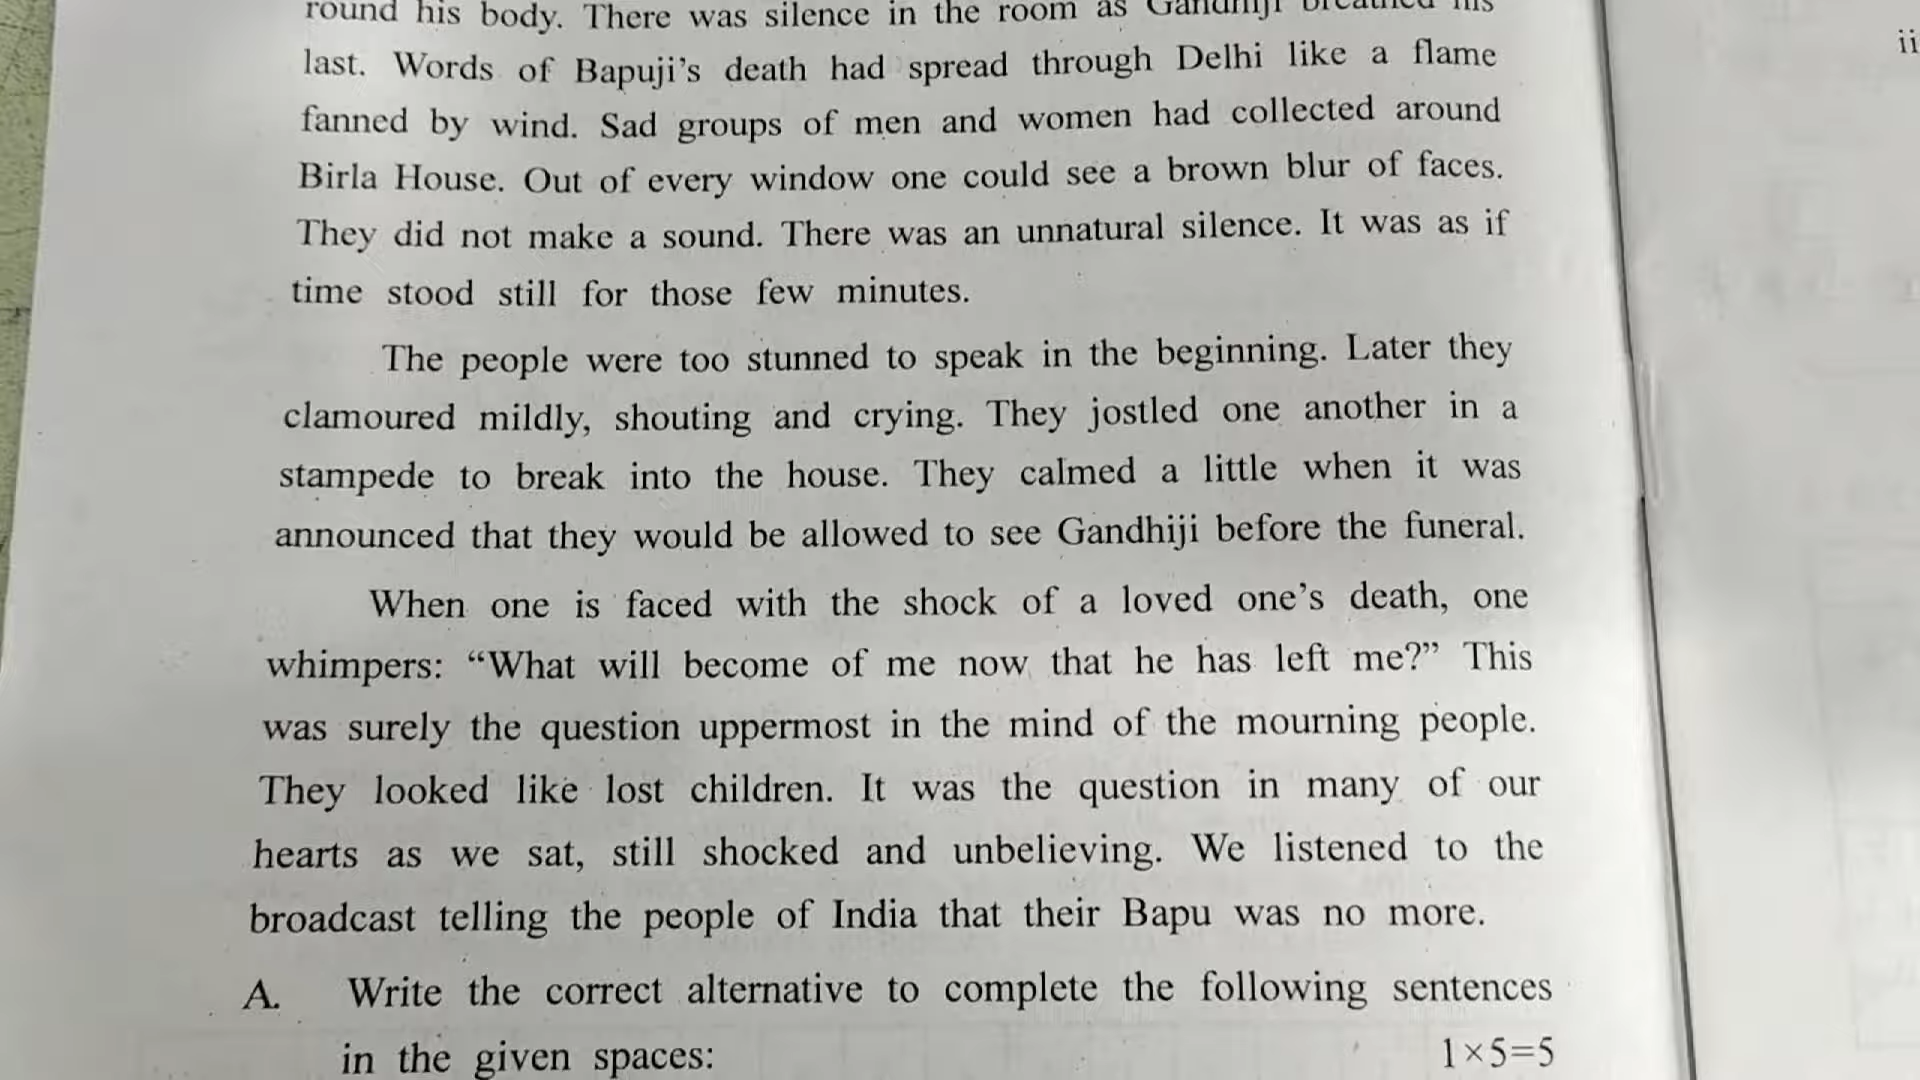 round his body. There was silence in the room as Gandhiji breathed his
last. Words of Bapuji's death had spread through Delhi like a flame
fanned by wind. Sad groups of men and women had collected around
Birla House. Out of every window one could see a brown blur of faces.
They did not make a sound. There was an unnatural silence. It was as if
time stood still for those few minutes.
The people were too stunned to speak in the beginning. Later they
clamoured mildly, shouting and crying. They jostled one another in a
stampede to break into the house. They calmed a little when it was
announced that they would be allowed to see Gandhiji before the funeral.
When one is faced with the shock of a loved one's death, one
whimpers: “What will become of me now that he has left me?” This
was surely the question uppermost in the mind of the mourning people.
They looked like lost children. It was the question in many of our
hearts as we sat, still shocked and unbelieving. We listened to the
broadcast telling the people of India that their Bapu was no more.
A. Write the correct alternative to complete the following sentences
in the given spaces: 1×5=5